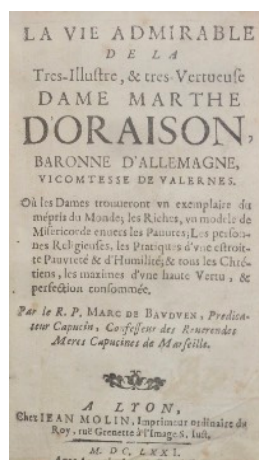 LA VIE ADMIRABLE
DE LA
Tres-Illustre, & tres-Vertueuse
DAME MARTHE
D'ORAISON,
BARONNE D'ALLEMAGNE,
VICOMTESSE DE VALERNES.
Où les Dames trouueront vn exemplaire du
mépris du Monde; les Riches, vn modele de
Misericorde enuers les Pauures; Les person-
nes Religieuses, les Pratiques d'vne estroit-
te Pauvreté & d'Humilité; & tous les Chré-
tiens, les maximes d'vne haute Vertu, &
perfection consommée.
Par le R. P. MARC DE BAVDVEN, Predica-
teur Capucin, Confesseur des Reuerendes
Meres Capucines de Marseille.
A LYON,
Chez IEAN MOLIN, Imprimeur ordinaire du
Roy, ruë Grenette à l'Image S. Iust.
M. DC. LXXI.